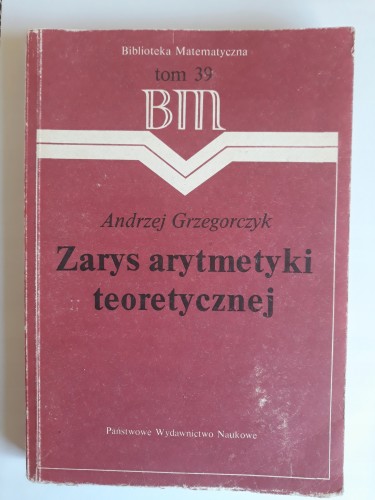 Biblioteka Matematyczna
tom 39
BM
Andrzej Grzegorczyk
Zarys arytmetyki
teoretycznej
Państwowe Wydawnictwo Naukowe